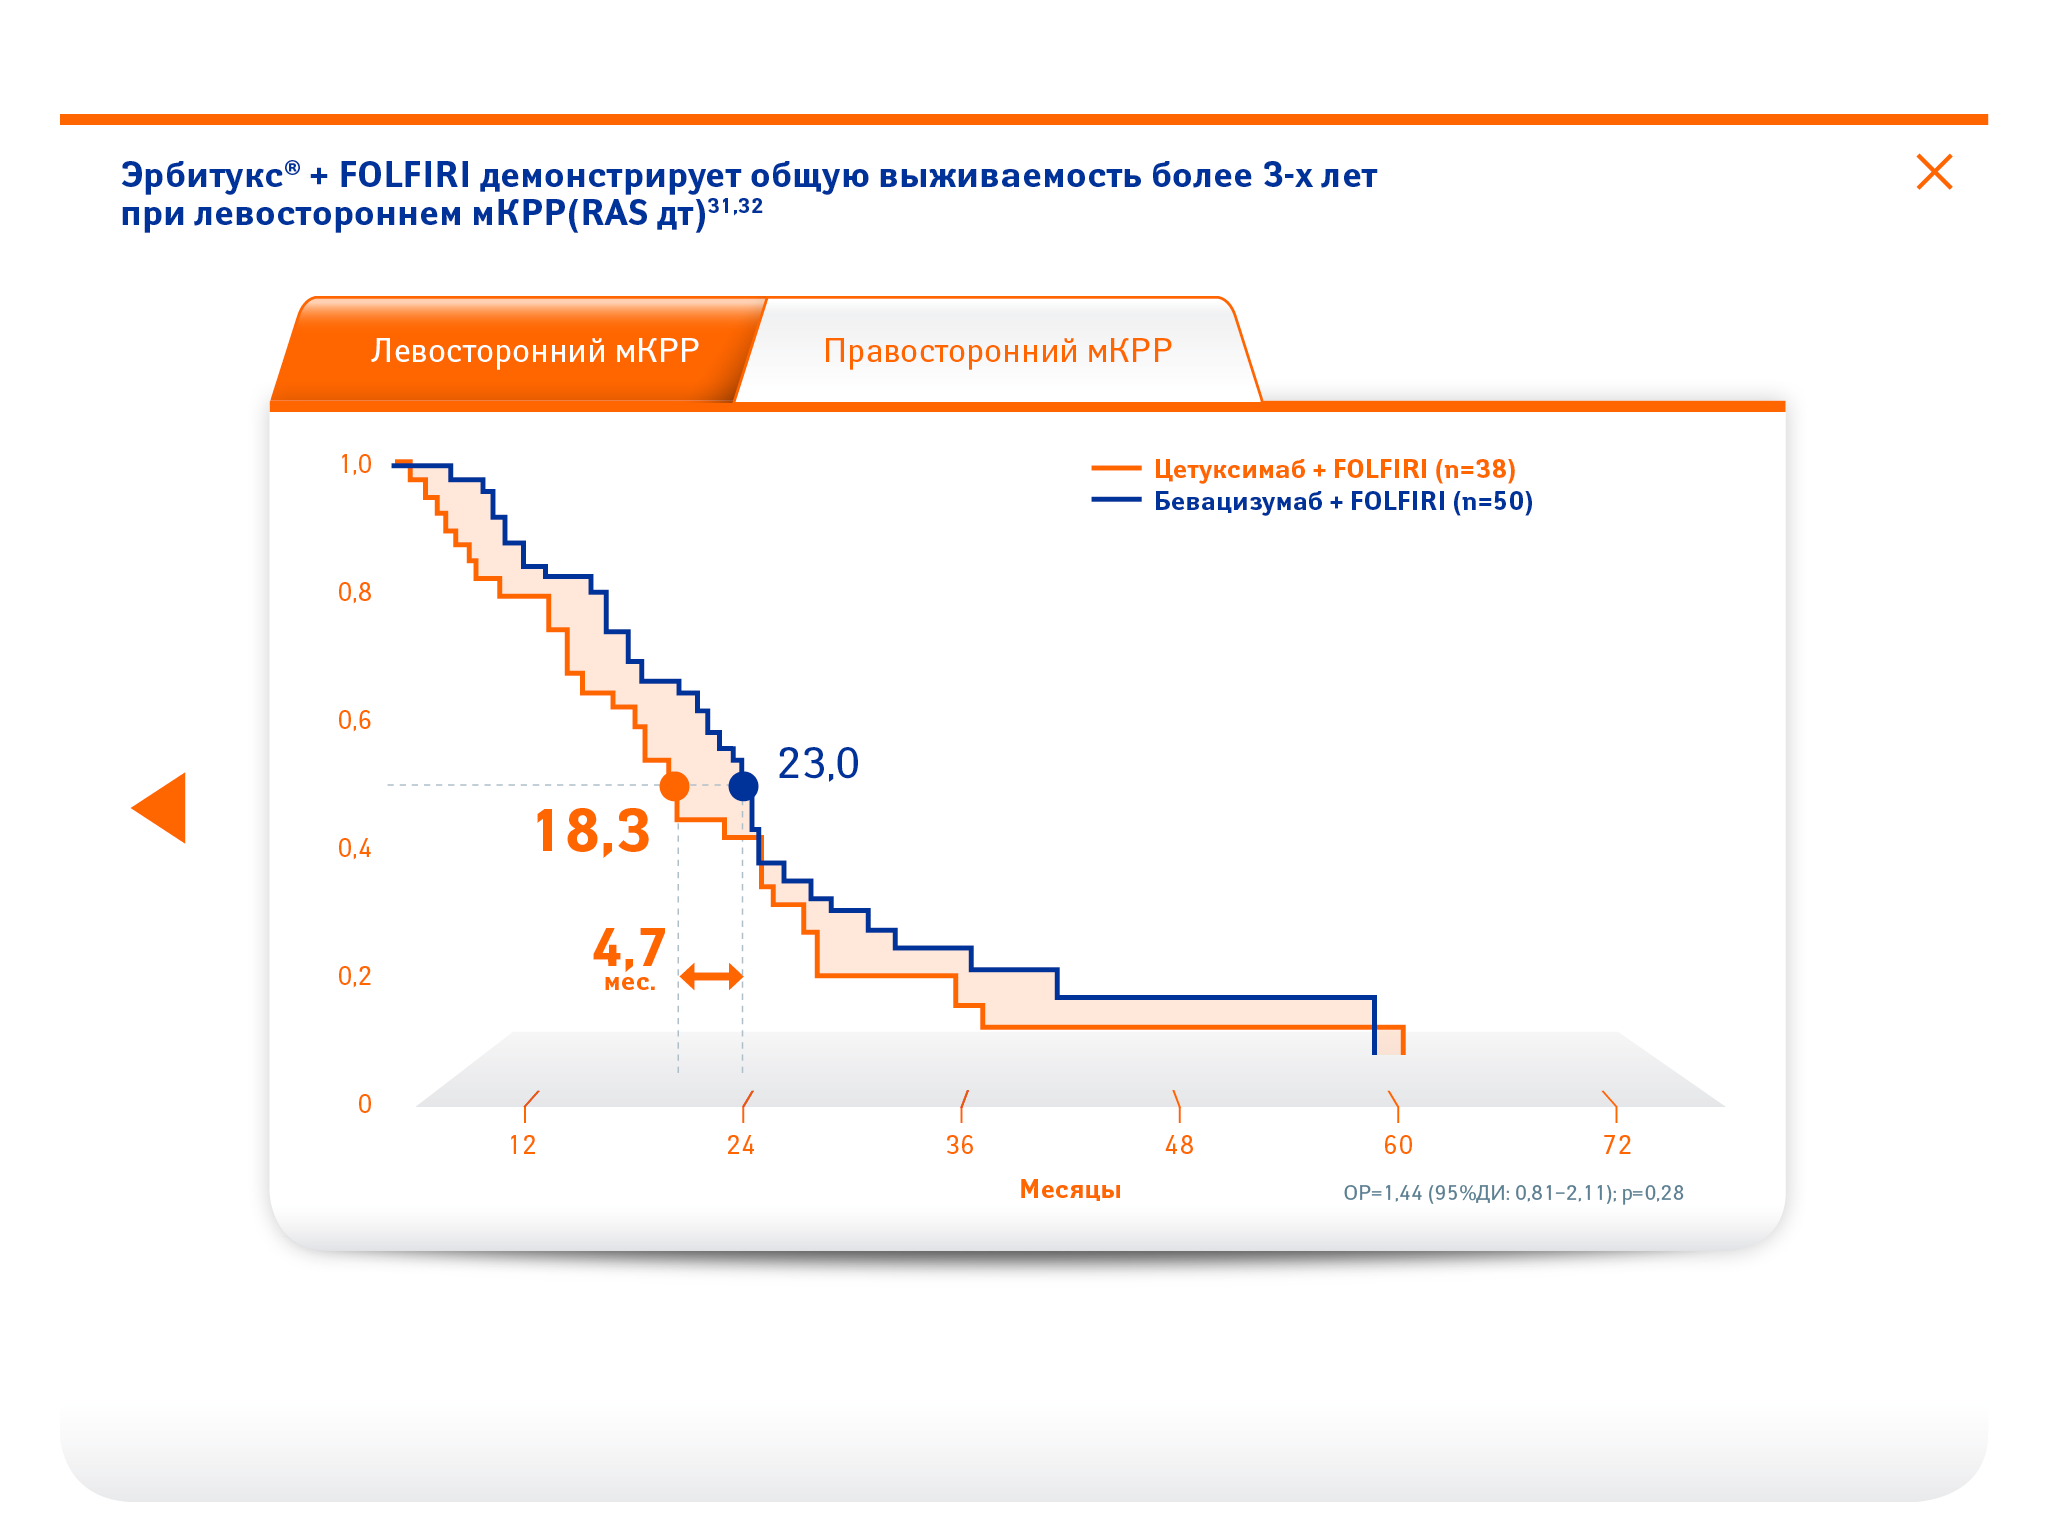 Эрбитукс® + FOLFIRI демонстрирует общую выживаемость более 3-х лет
при левостороннем мКРР(RAS дт)31,32
Левосторонний мКРР
Правосторонний мКРР
Цетуксимаб + FOLFIRI (n=38)
Бевацизумаб + FOLFIRI (n=50)
1,0
0,8
0,6
0,4
0,2
0
23,0
18,3
4,7
мес.
12 24 36 48 60 72
Месяцы
ОР=1,44 (95%ДИ: 0,81–2,11); p=0,28